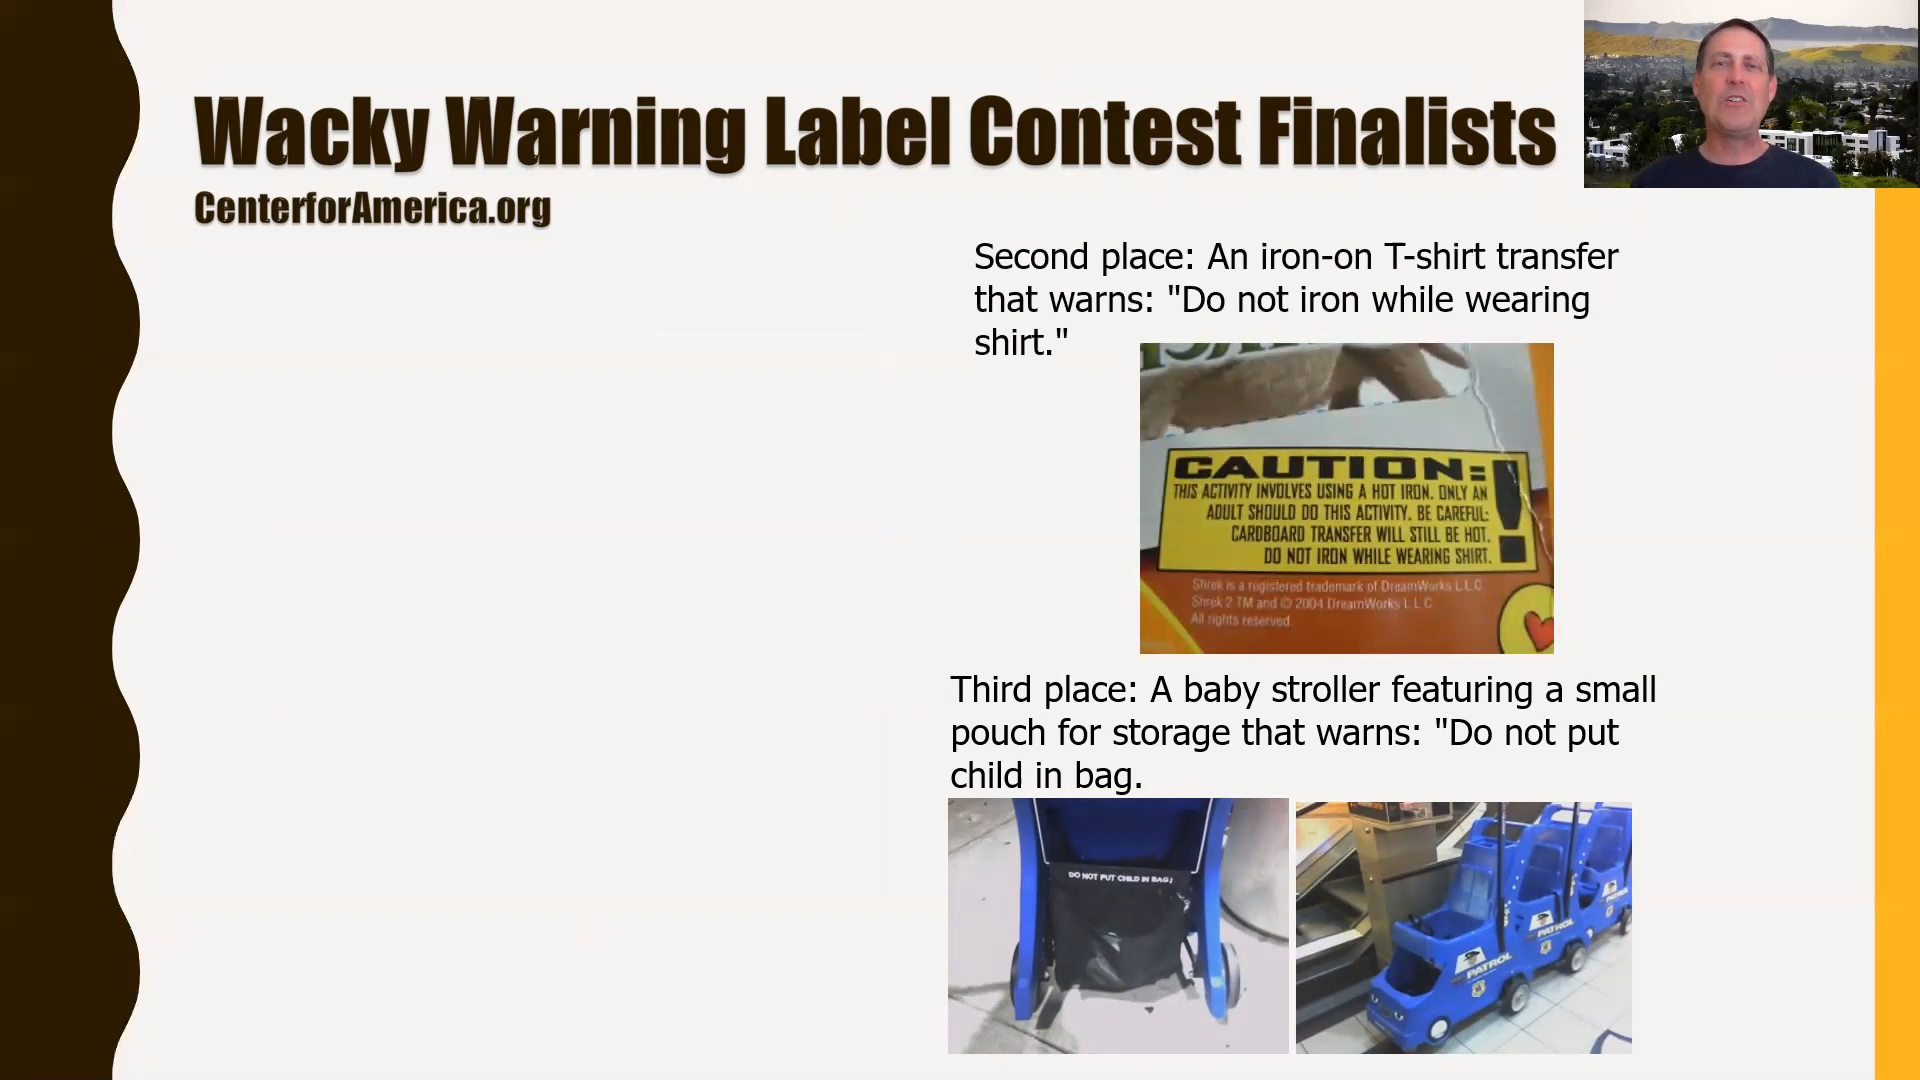 Wacky Warning Label Contest Finalists
CenterforAmerica.org
Second place: An iron-on T-shirt transfer
that warns: "Do not iron while wearing
shirt."
CAUTION:
THIS ACTIVITY INVOLVES USING A HOT IRON. ONLY AN
ADULT SHOULD DO THIS ACTIVITY. BE CAREFUL:
CARDBOARD TRANSFER WILL STILL BE HOT.
DO NOT IRON WHILE WEARING SHIRT.
!
Shrek is a registered trademark of DreamWorks L.L.C.
Shrek 2 TM and © 2004 DreamWorks L.L.C.
All rights reserved.
Third place: A baby stroller featuring a small
pouch for storage that warns: "Do not put
child in bag.
DO NOT PUT CHILD IN BAG!
PATROL
PATROL